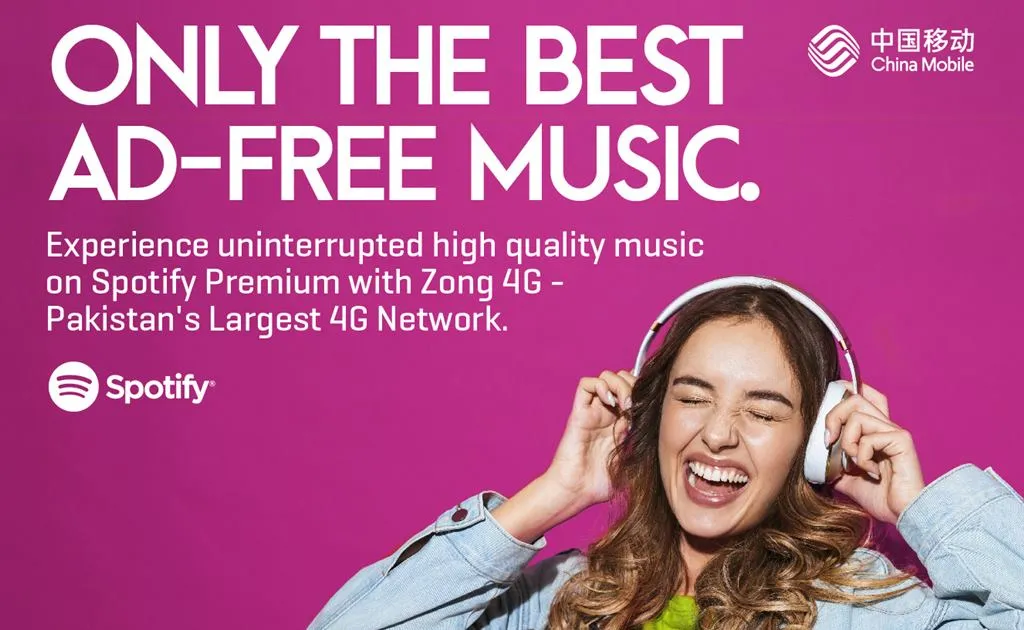 ONLY THE BEST
AD-FREE MUSIC.
中国移动
China Mobile
Experience uninterrupted high quality music
on Spotify Premium with Zong 4G -
Pakistan's Largest 4G Network.
Spotify®